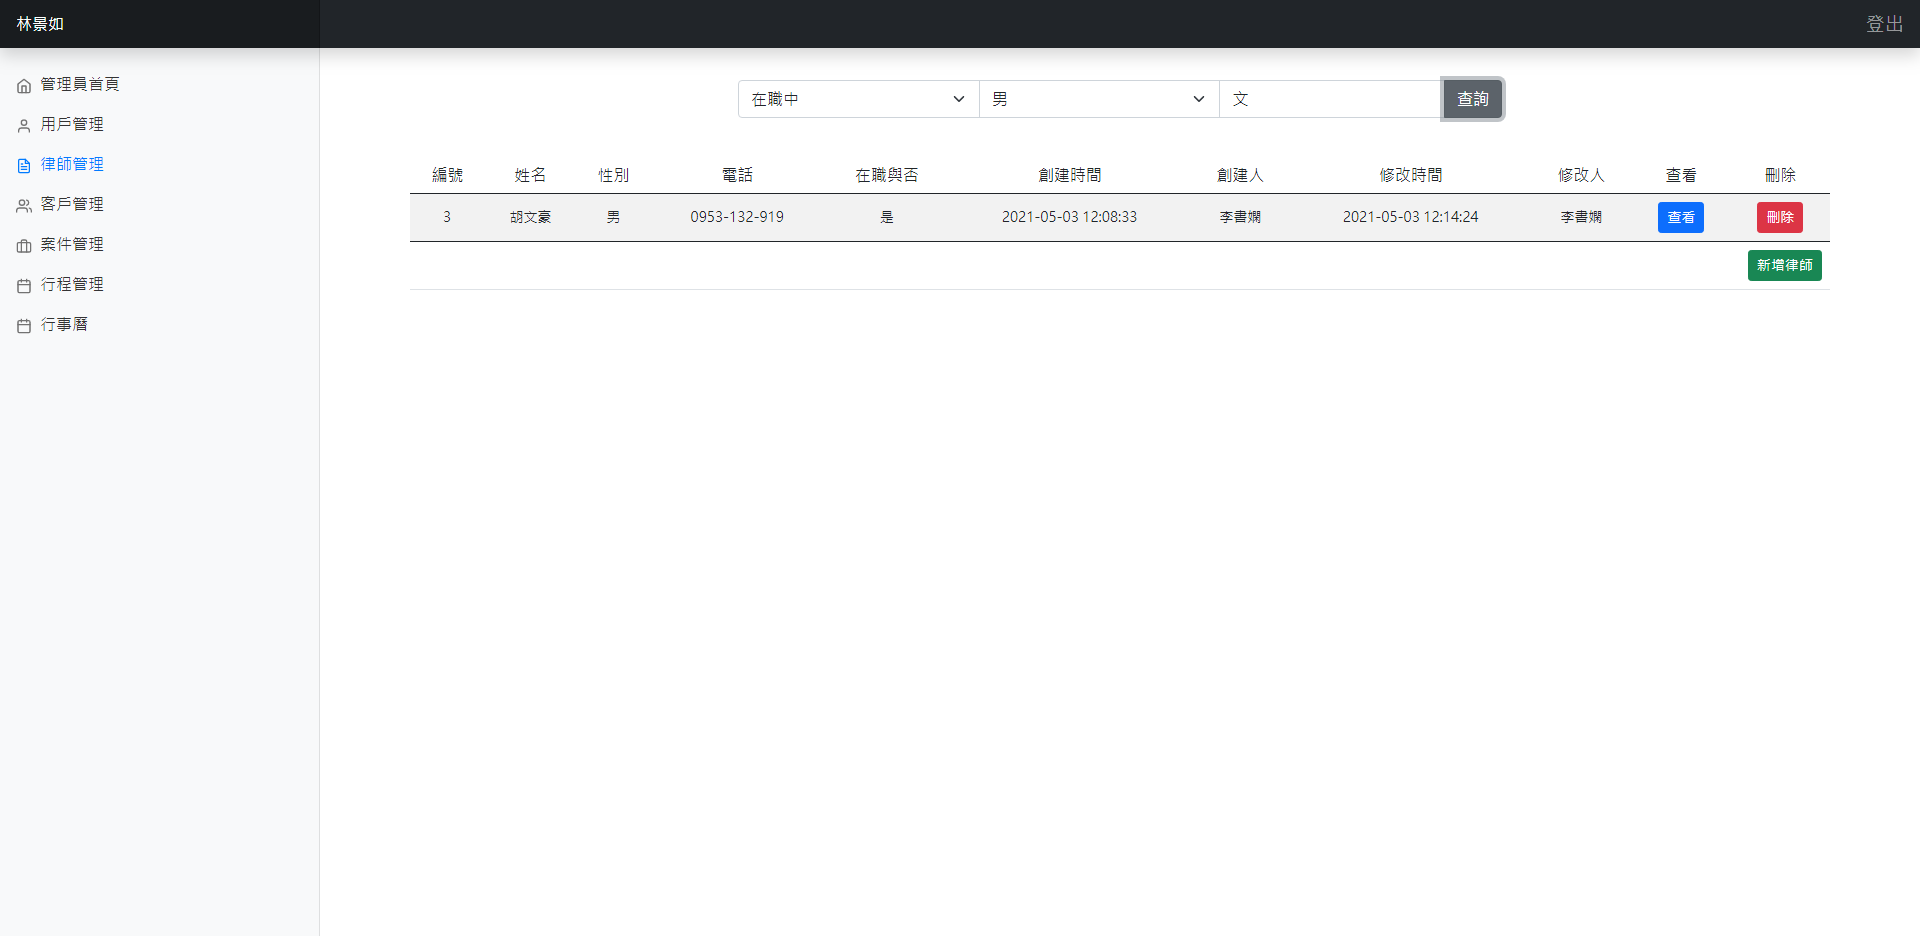 林景如
登出
管理員首頁
用戶管理
律師管理
客戶管理
案件管理
行程管理
行事曆
在職中 男 文 查詢
編號 姓名 性別 電話 在職與否 創建時間 創建人 修改時間 修改人 查看 刪除
3 胡文豪 男 0953-132-919 是 2021-05-03 12:08:33 李書嫻 2021-05-03 12:14:24 李書嫻 查看 刪除
新增律師